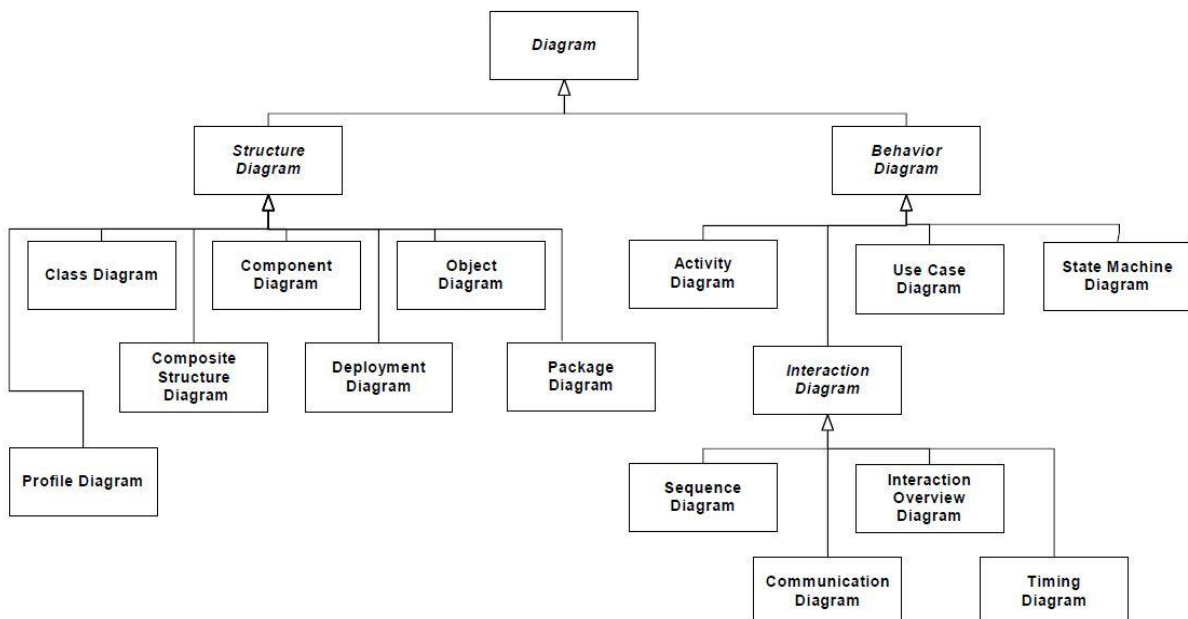 Diagram
Structure
Diagram
Behavior
Diagram
Class Diagram
Component
Diagram
Object
Diagram
Activity
Diagram
Use Case
Diagram
State Machine
Diagram
Composite
Structure
Diagram
Deployment
Diagram
Package
Diagram
Interaction
Diagram
Profile Diagram
Sequence
Diagram
Interaction
Overview
Diagram
Communication
Diagram
Timing
Diagram